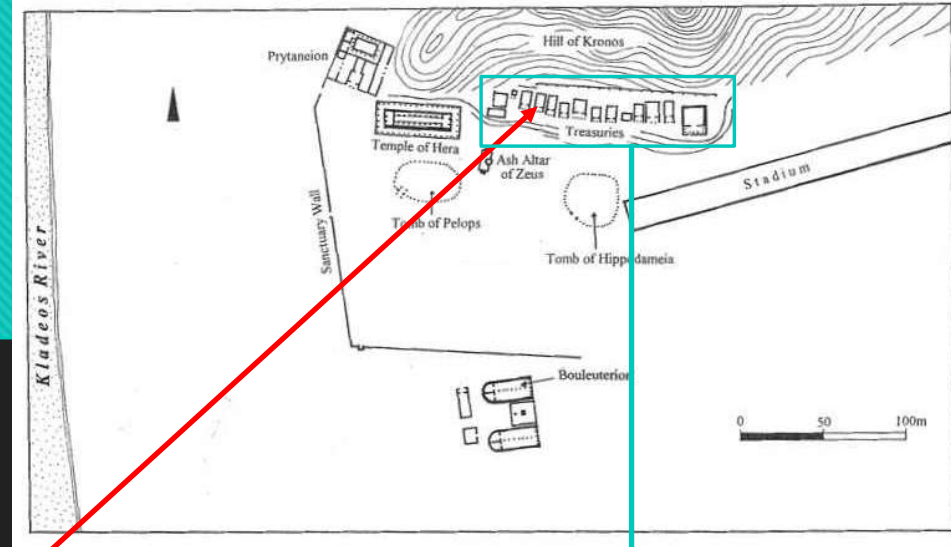 Hill of Kronos
Prytaneion
Treasuries
Temple of Hera
Ash Altar
of Zeus
Stadium
Tomb of Pelops
Sanctuary Wall
Tomb of Hippodameia
Kladeos River
Bouleuterion
0 50 100m